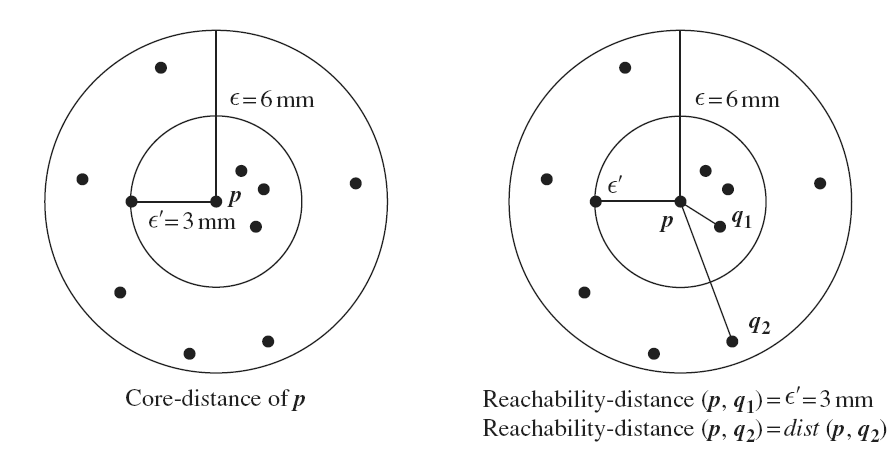 ϵ=6 mm
p
ϵ′=3 mm
Core-distance of p
ϵ=6 mm
ϵ′
p
q₁
q₂
Reachability-distance (p, q₁)=ϵ′=3 mm
Reachability-distance (p, q₂)=dist (p, q₂)